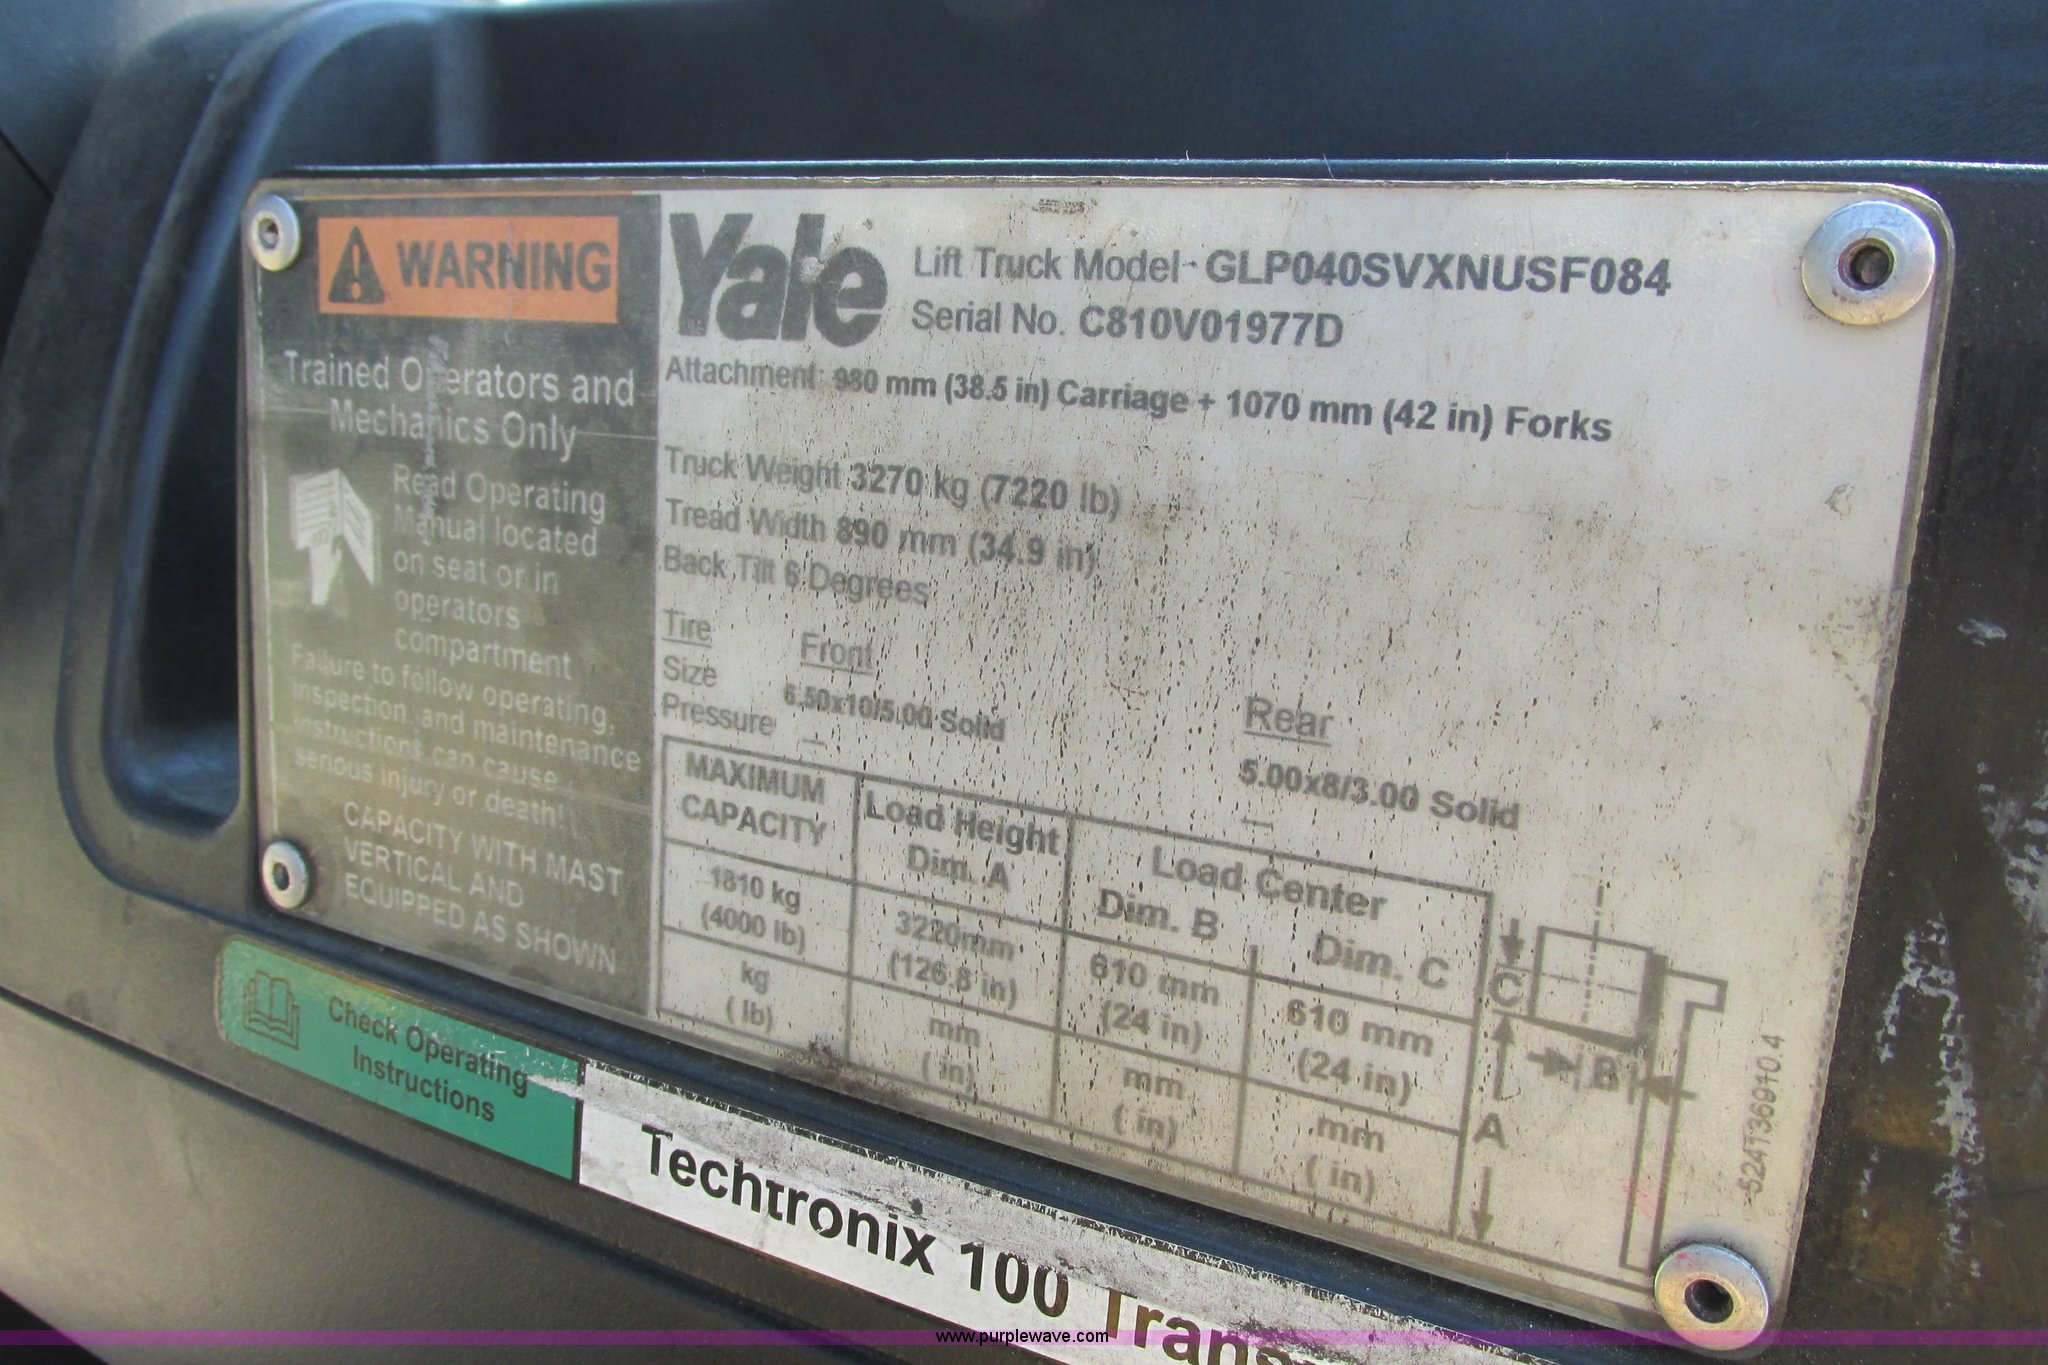 WARNING
Trained Operators and
Mechanics Only
Read Operating
Manual located
on seat or in
operators
compartment
Failure to follow operating,
inspection, and maintenance
instructions can cause
serious injury or death!
CAPACITY WITH MAST
VERTICAL AND
EQUIPPED AS SHOWN
Yale
Lift Truck Model GLP040SVXNUSF084
Serial No. C810V01977D
Attachment: 980 mm (38.5 in) Carriage + 1070 mm (42 in) Forks
Truck Weight 3270 kg (7220 lb)
Tread Width 890 mm (34.9 in)
Back Tilt 6 Degrees
Tire Front Rear
Size 6.50x10/5.00 Solid 5.00x8/3.00 Solid
Pressure — —
MAXIMUM
CAPACITY
Load Height
Dim. A
Load Center
Dim. B Dim. C
1810 kg
(4000 lb)
3220mm
(126.8 in)
610 mm
(24 in)
610 mm
(24 in)
kg
( lb)
mm
( in)
mm
( in)
mm
( in)
C
B
A
524136910.4
Check Operating
Instructions
Techtronix 100 Trans
www.purplewave.com